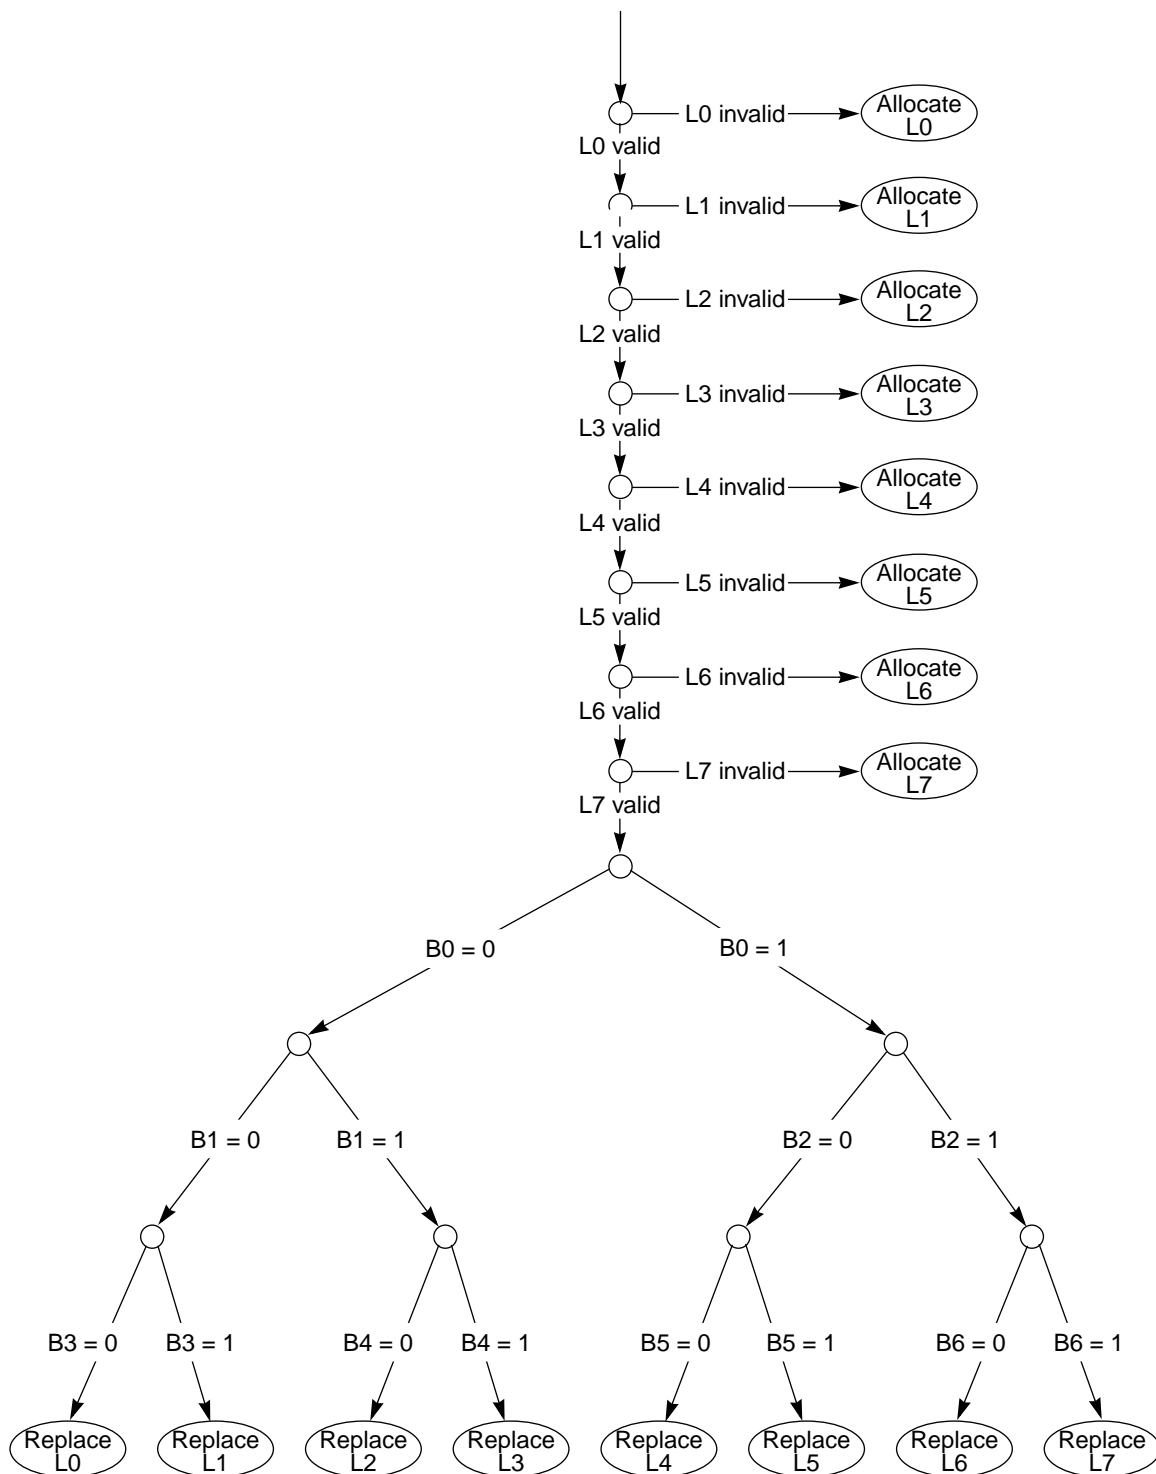 L0 invalid
Allocate
L0
L0 valid
L1 invalid
Allocate
L1
L1 valid
L2 invalid
Allocate
L2
L2 valid
L3 invalid
Allocate
L3
L3 valid
L4 invalid
Allocate
L4
L4 valid
L5 invalid
Allocate
L5
L5 valid
L6 invalid
Allocate
L6
L6 valid
L7 invalid
Allocate
L7
L7 valid
B0 = 0
B0 = 1
B1 = 0
B1 = 1
B2 = 0
B2 = 1
B3 = 0
B3 = 1
B4 = 0
B4 = 1
B5 = 0
B5 = 1
B6 = 0
B6 = 1
Replace
L0
Replace
L1
Replace
L2
Replace
L3
Replace
L4
Replace
L5
Replace
L6
Replace
L7